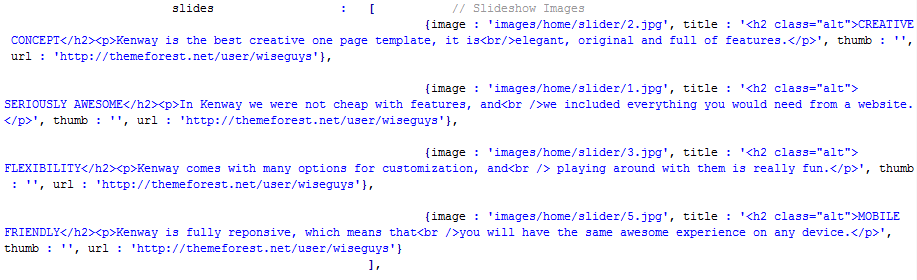 slides : [ // Slideshow Images
{image : 'images/home/slider/2.jpg', title : '<h2 class="alt">CREATIVE
CONCEPT</h2><p>Kenway is the best creative one page template, it is<br/>elegant, original and full of features.</p>', thumb : '',
url : 'http://themeforest.net/user/wiseguys'},
{image : 'images/home/slider/1.jpg', title : '<h2 class="alt">
SERIOUSLY AWESOME</h2><p>In Kenway we were not cheap with features, and<br />we included everything you would need from a website.
</p>', thumb : '', url : 'http://themeforest.net/user/wiseguys'},
{image : 'images/home/slider/3.jpg', title : '<h2 class="alt">
FLEXIBILITY</h2><p>Kenway comes with many options for customization, and<br /> playing around with them is really fun.</p>', thumb
: '', url : 'http://themeforest.net/user/wiseguys'},
{image : 'images/home/slider/5.jpg', title : '<h2 class="alt">MOBILE
FRIENDLY</h2><p>Kenway is fully reponsive, which means that<br />you will have the same awesome experience on any device.</p>',
thumb : '', url : 'http://themeforest.net/user/wiseguys'}
],